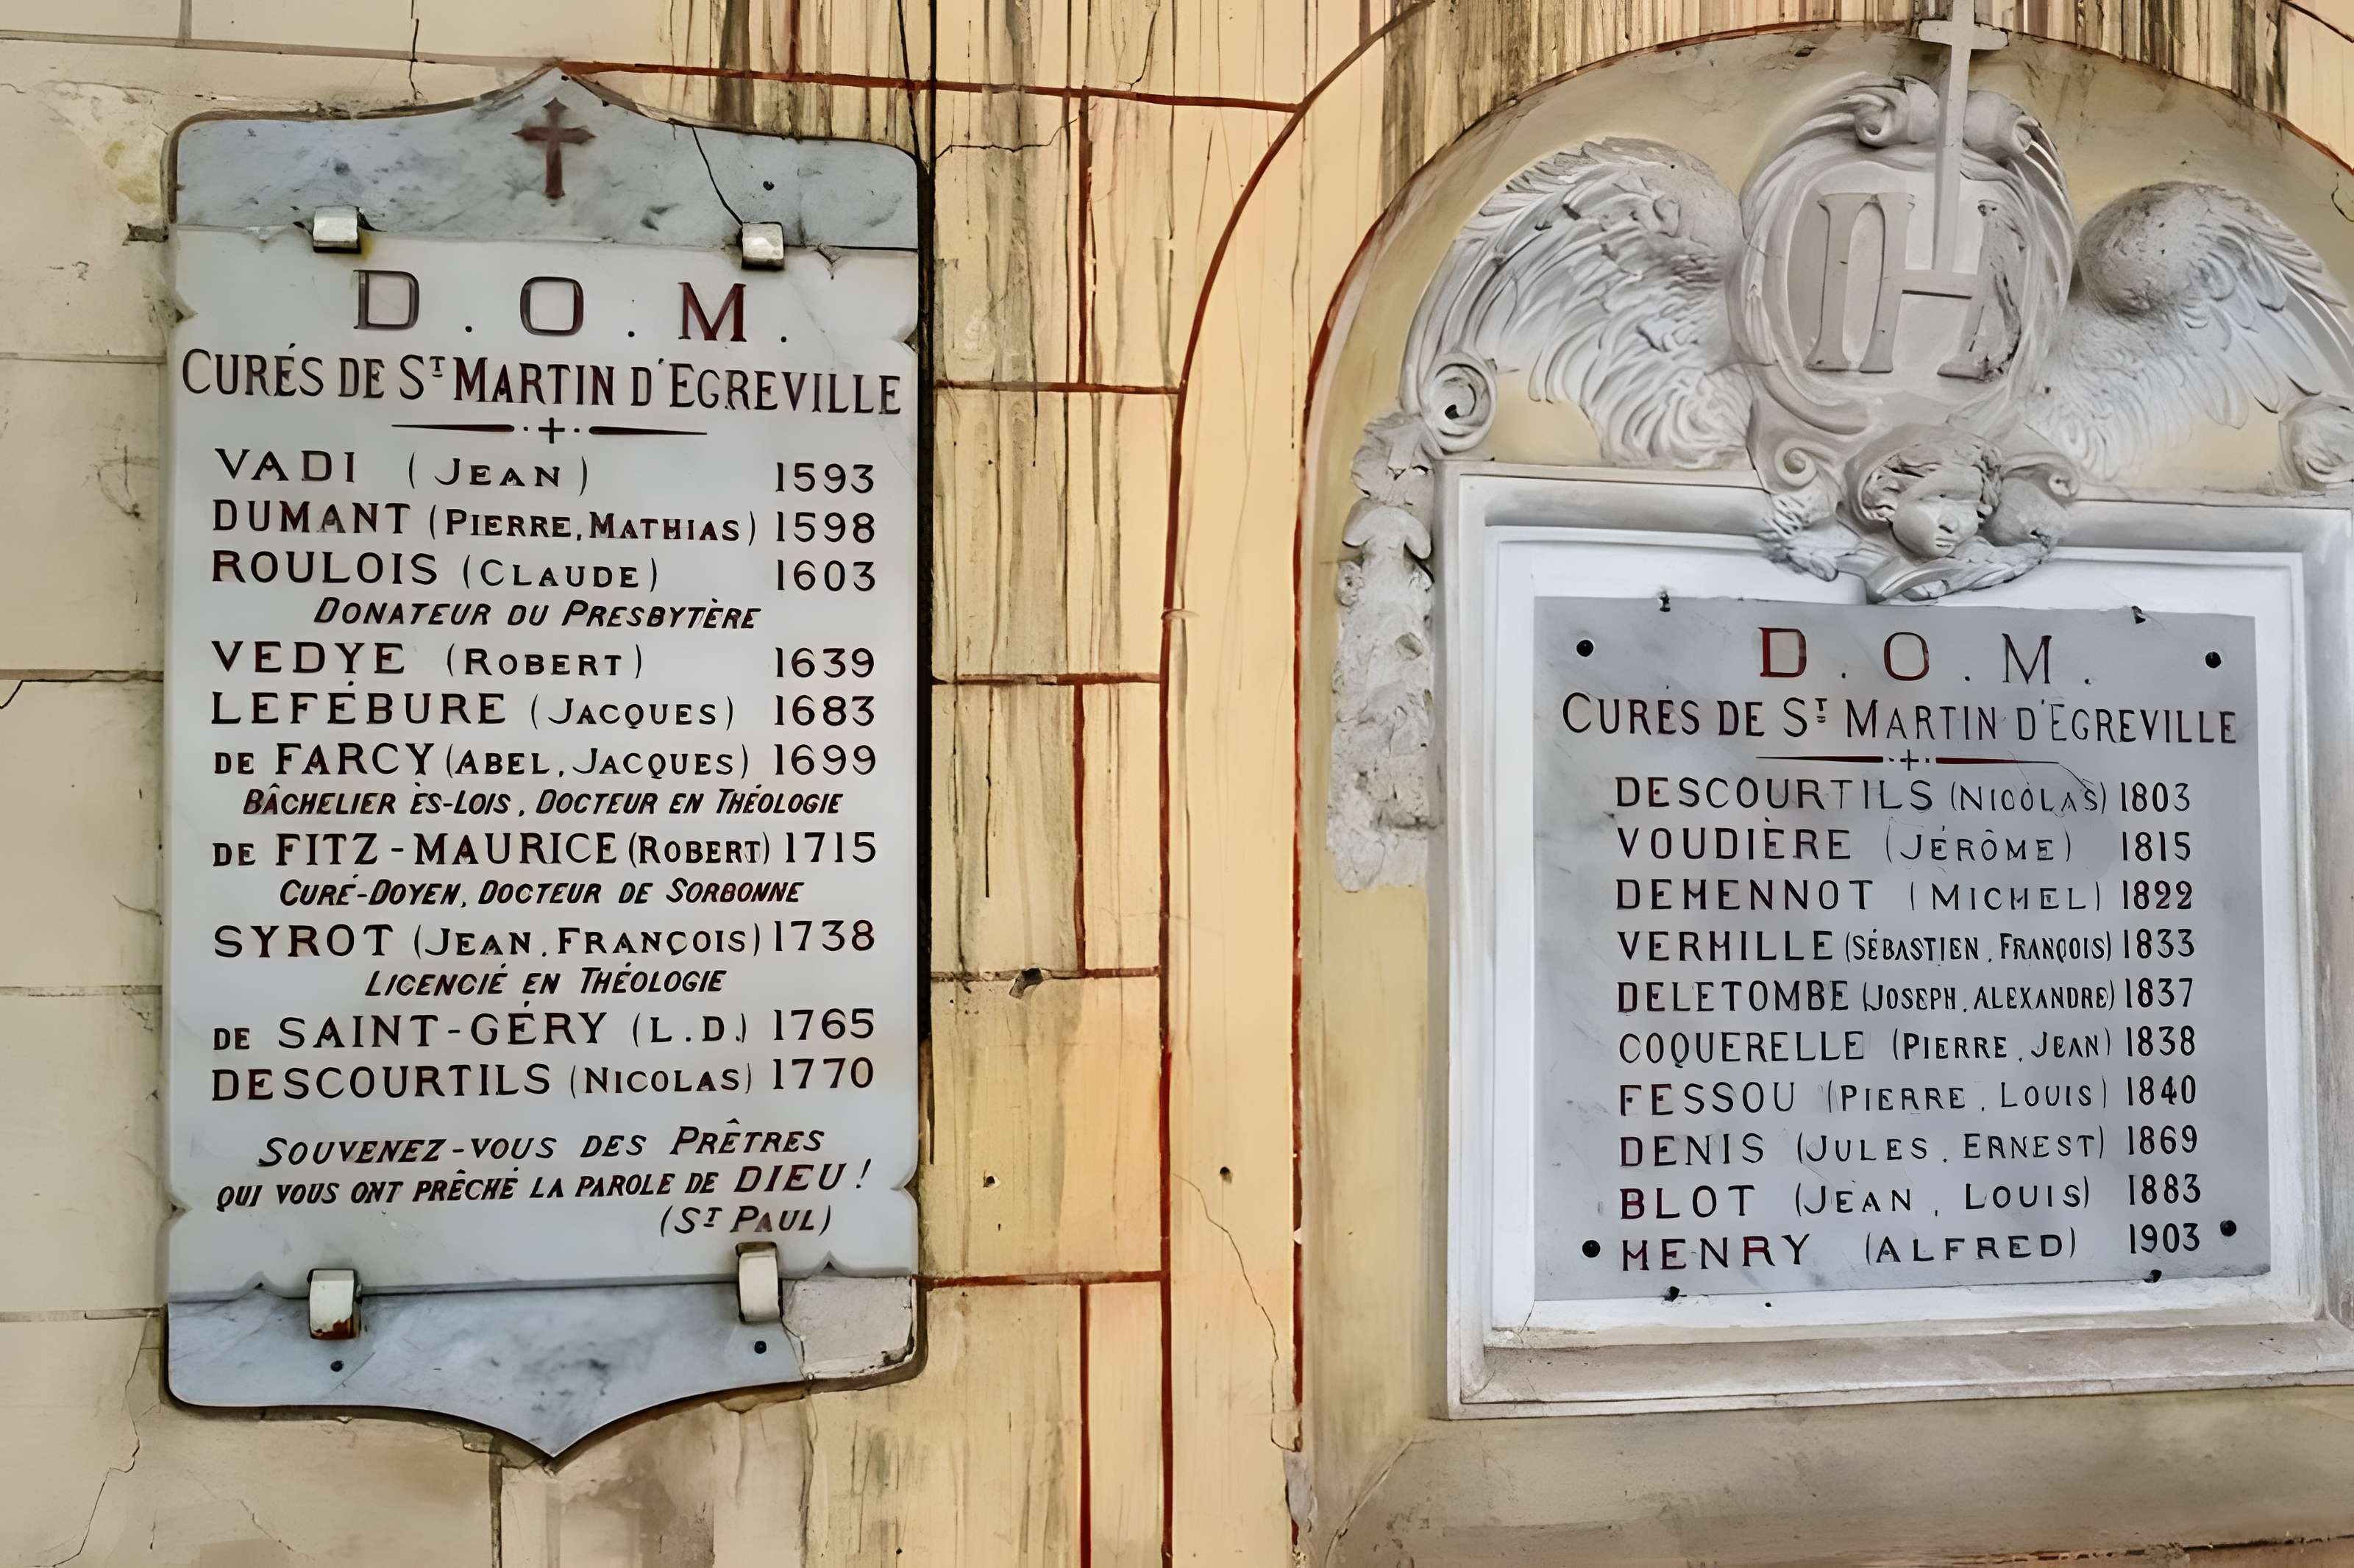 D . O . M .
CURÉS DE ST MARTIN D'EGREVILLE
VADI (JEAN) 1593
DUMANT (PIERRE, MATHIAS) 1598
ROULOIS (CLAUDE) 1603
DONATEUR DU PRESBYTÈRE
VEDYE (ROBERT) 1639
LEFÉBURE (JACQUES) 1683
DE FARCY (ABEL, JACQUES) 1699
BÂCHELIER ÈS-LOIS, DOCTEUR EN THÉOLOGIE
DE FITZ-MAURICE (ROBERT) 1715
CURÉ-DOYEN, DOCTEUR DE SORBONNE
SYROT (JEAN, FRANÇOIS) 1738
LICENCIÉ EN THÉOLOGIE
DE SAINT-GÉRY (L.D.) 1765
DESCOURTILS (NICOLAS) 1770
SOUVENEZ-VOUS DES PRÊTRES
QUI VOUS ONT PRÊCHÉ LA PAROLE DE DIEU !
(ST PAUL)
IH
D . O . M .
CURÉS DE ST MARTIN D'EGREVILLE
DESCOURTILS (NICOLAS) 1803
VOUDIÈRE (JÉRÔME) 1815
DEHENNOT (MICHEL) 1822
VERHILLE (SÉBASTIEN, FRANÇOIS) 1833
DELETOMBE (JOSEPH, ALEXANDRE) 1837
COQUERELLE (PIERRE, JEAN) 1838
FESSOU (PIERRE, LOUIS) 1840
DENIS (JULES, ERNEST) 1869
BLOT (JEAN, LOUIS) 1883
HENRY (ALFRED) 1903